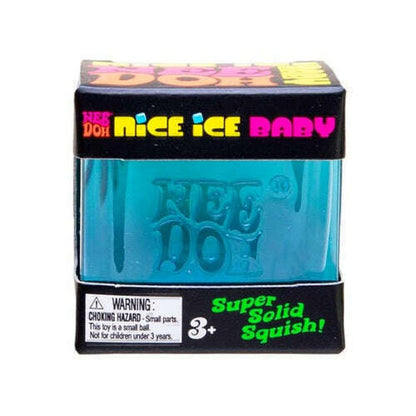 NEE
DOH
NEE DOH NICE ICE BABY
NEE
DOH
WARNING:
CHOKING HAZARD - Small parts.
This toy is a small ball.
Not for children under 3 years.
3+
Super
Solid
Squish!